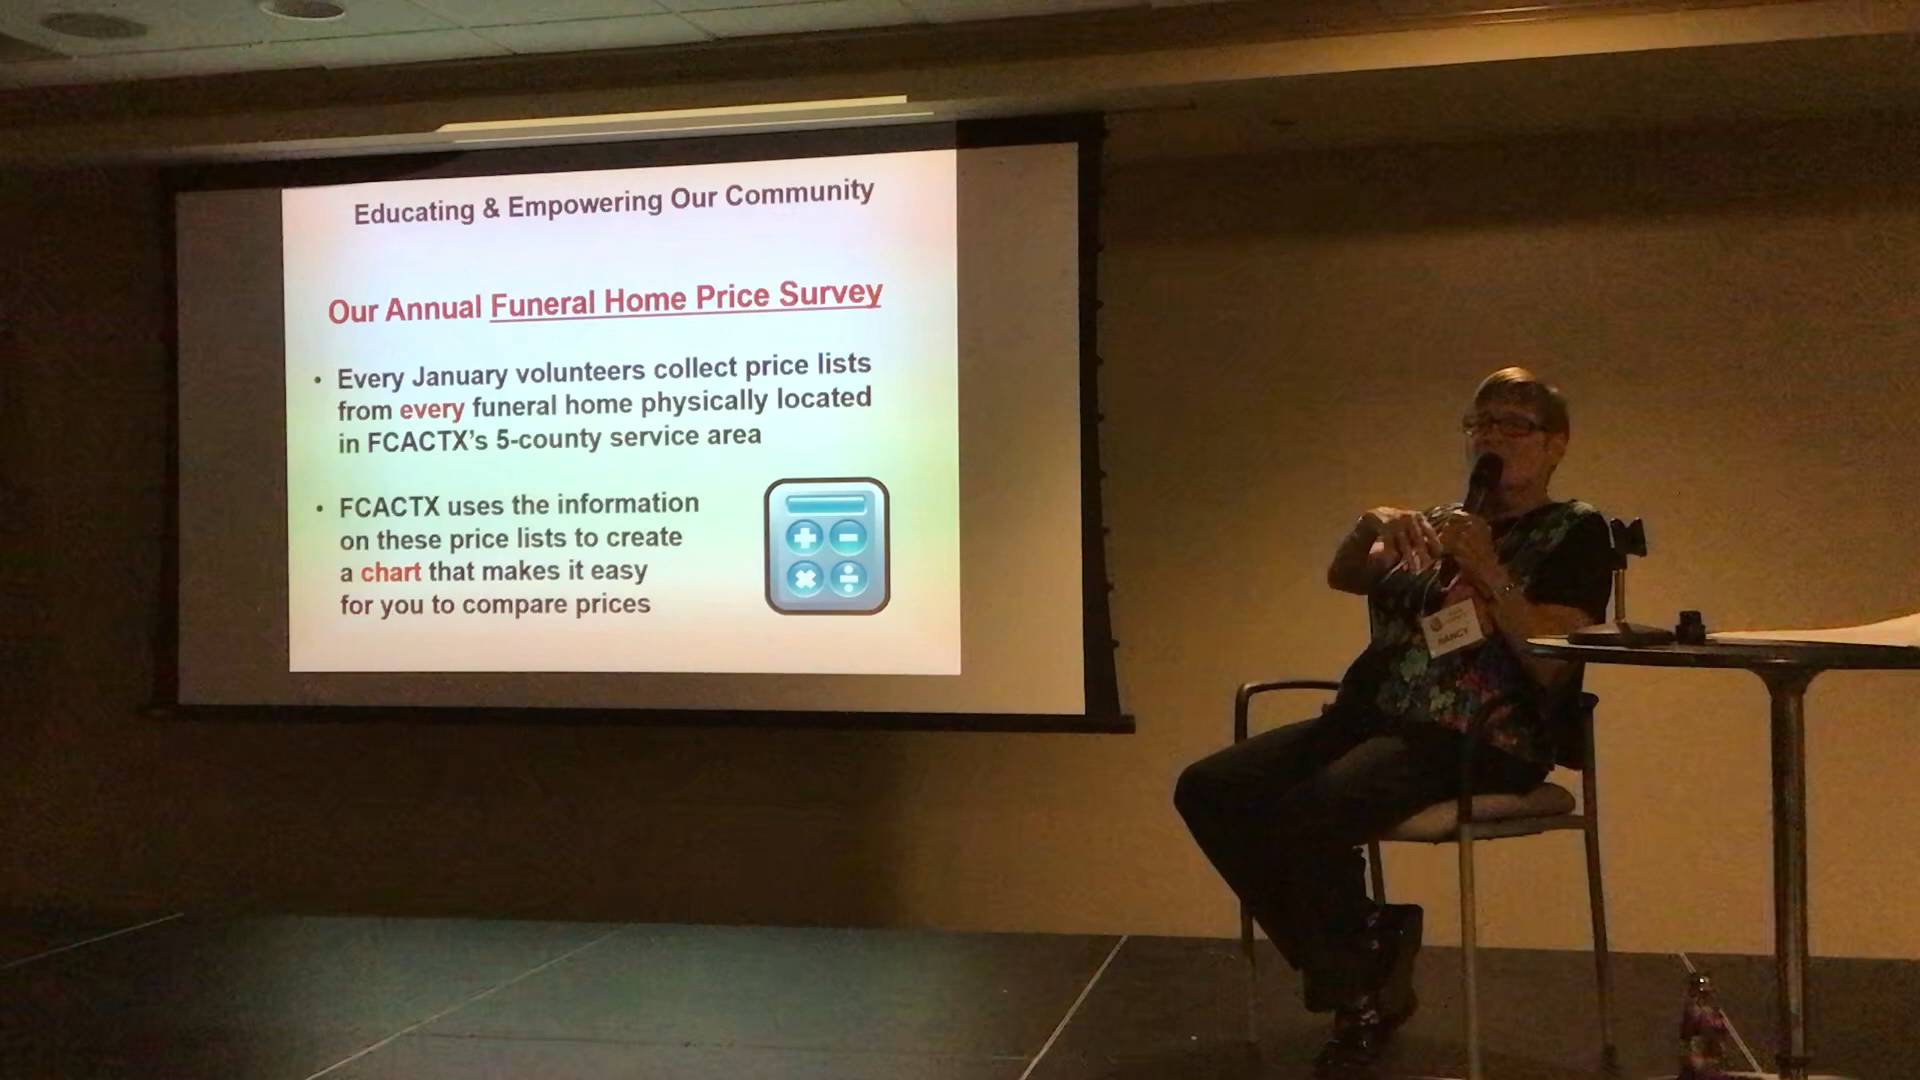 Educating & Empowering Our Community
Our Annual Funeral Home Price Survey
• Every January volunteers collect price lists
from every funeral home physically located
in FCACTX’s 5-county service area
• FCACTX uses the information
on these price lists to create
a chart that makes it easy
for you to compare prices
NANCY